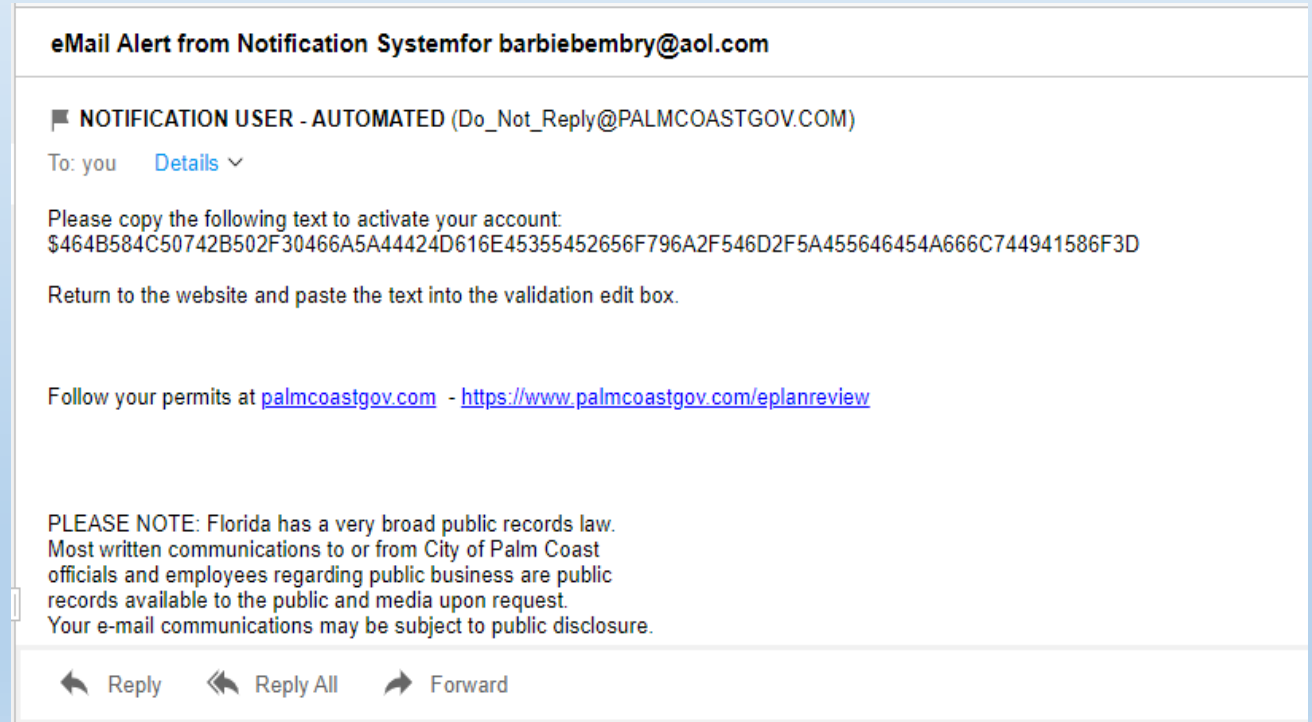 eMail Alert from Notification Systemfor barbiebembry@aol.com
NOTIFICATION USER - AUTOMATED (Do_Not_Reply@PALMCOASTGOV.COM)
To: you Details
Please copy the following text to activate your account:
$464B584C50742B502F30466A5A44424D616E45355452656F796A2F546D2F5A455646454A666C744941586F3D
Return to the website and paste the text into the validation edit box.
Follow your permits at palmcoastgov.com - https://www.palmcoastgov.com/eplanreview
PLEASE NOTE: Florida has a very broad public records law.
Most written communications to or from City of Palm Coast
officials and employees regarding public business are public
records available to the public and media upon request.
Your e-mail communications may be subject to public disclosure.
Reply Reply All Forward